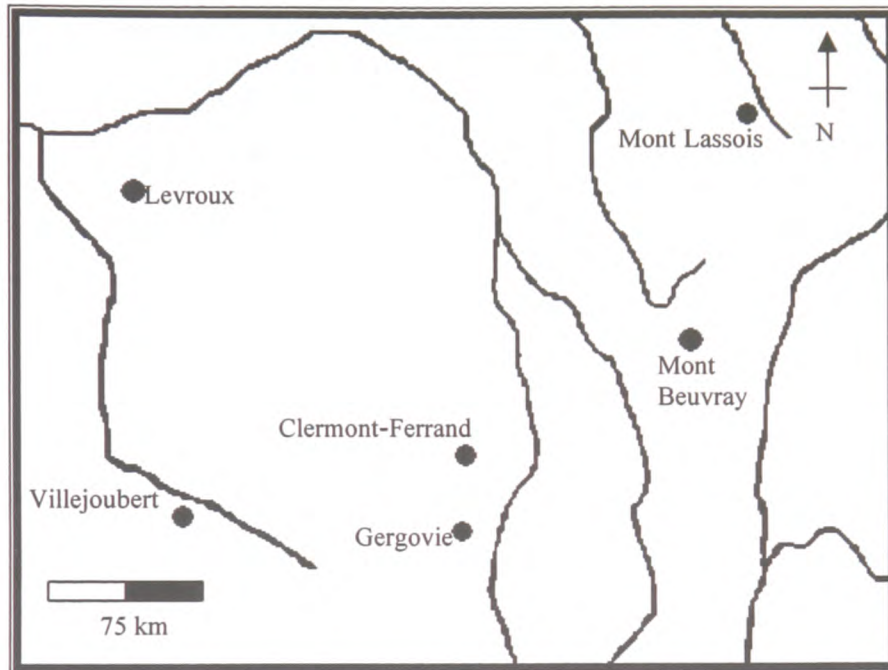 Mont Lassois
N
Levroux
Mont
Beuvray
Clermont-Ferrand
Villejoubert
Gergovie
75 km